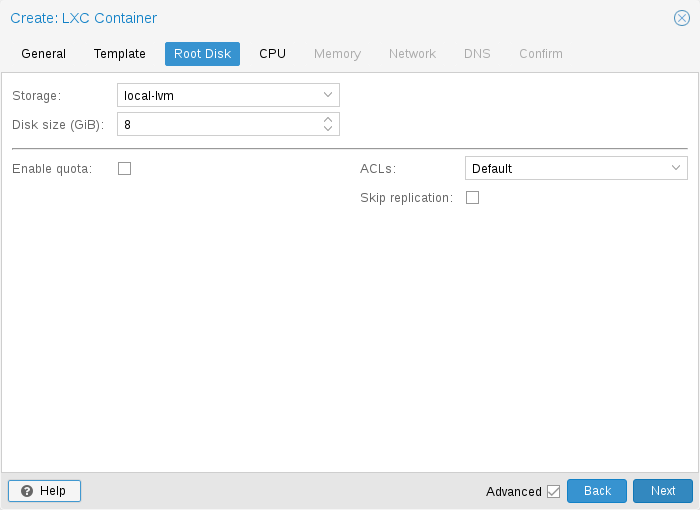 Create: LXC Container
General Template Root Disk CPU Memory Network DNS Confirm
Storage: local-lvm
Disk size (GiB): 8
Enable quota: ACLs: Default
Skip replication:
Help Advanced Back Next